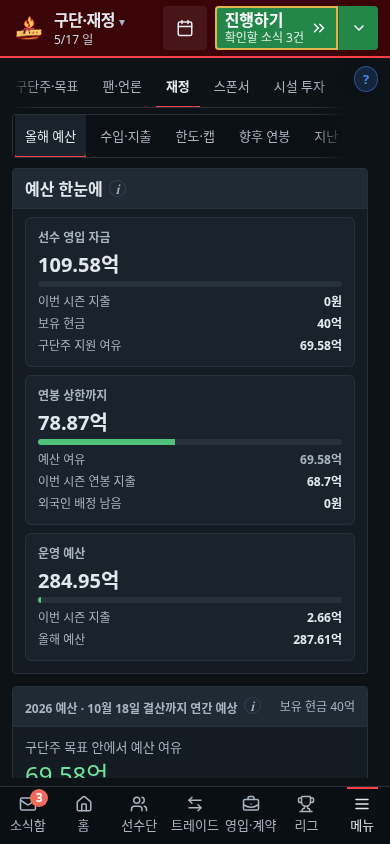 구단·재정 ▾
5/17 일
진행하기
확인할 소식 3건
구단주·목표
팬·언론
재정
스폰서
시설 투자
?
올해 예산
수입·지출
한도·캡
향후 연봉
지난
예산 한눈에 i
선수 영입 자금
109.58억
이번 시즌 지출 0원
보유 현금 40억
구단주 지원 여유 69.58억
연봉 상한까지
78.87억
예산 여유 69.58억
이번 시즌 연봉 지출 68.7억
외국인 배정 남음 0원
운영 예산
284.95억
이번 시즌 지출 2.66억
올해 예산 287.61억
2026 예산 · 10월 18일 결산까지 연간 예상 i 보유 현금 40억
구단주 목표 안에서 예산 여유
69.58억
3
소식함
홈
선수단
트레이드
영입·계약
리그
메뉴